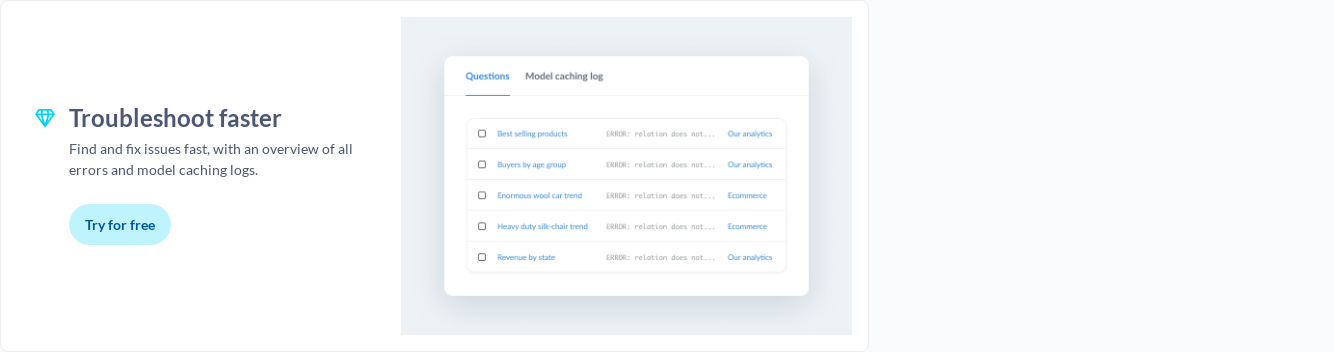 Troubleshoot faster
Find and fix issues fast, with an overview of all
errors and model caching logs.
Try for free
Questions Model caching log
Best selling products ERROR: relation does not... Our analytics
Buyers by age group ERROR: relation does not... Our analytics
Enormous wool car trend ERROR: relation does not... Ecommerce
Heavy duty silk-chair trend ERROR: relation does not... Ecommerce
Revenue by state ERROR: relation does not... Our analytics